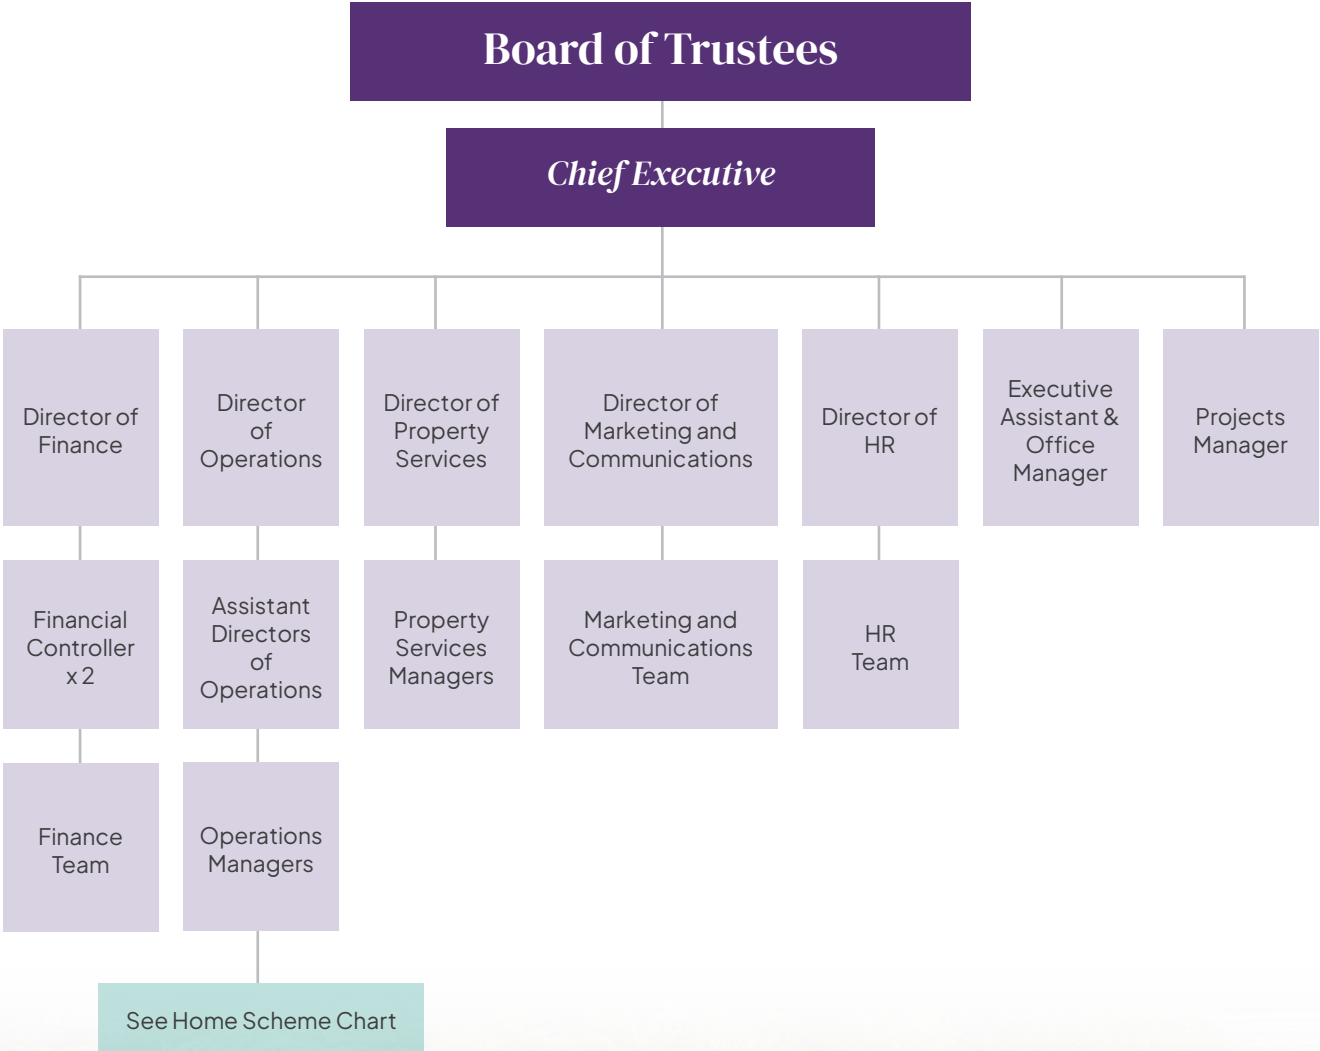 Board of Trustees
Chief Executive
Director of
Finance
Director
of
Operations
Director of
Property
Services
Director of
Marketing and
Communications
Director of
HR
Executive
Assistant &
Office
Manager
Projects
Manager
Financial
Controller
x 2
Assistant
Directors
of
Operations
Property
Services
Managers
Marketing and
Communications
Team
HR
Team
Finance
Team
Operations
Managers
See Home Scheme Chart